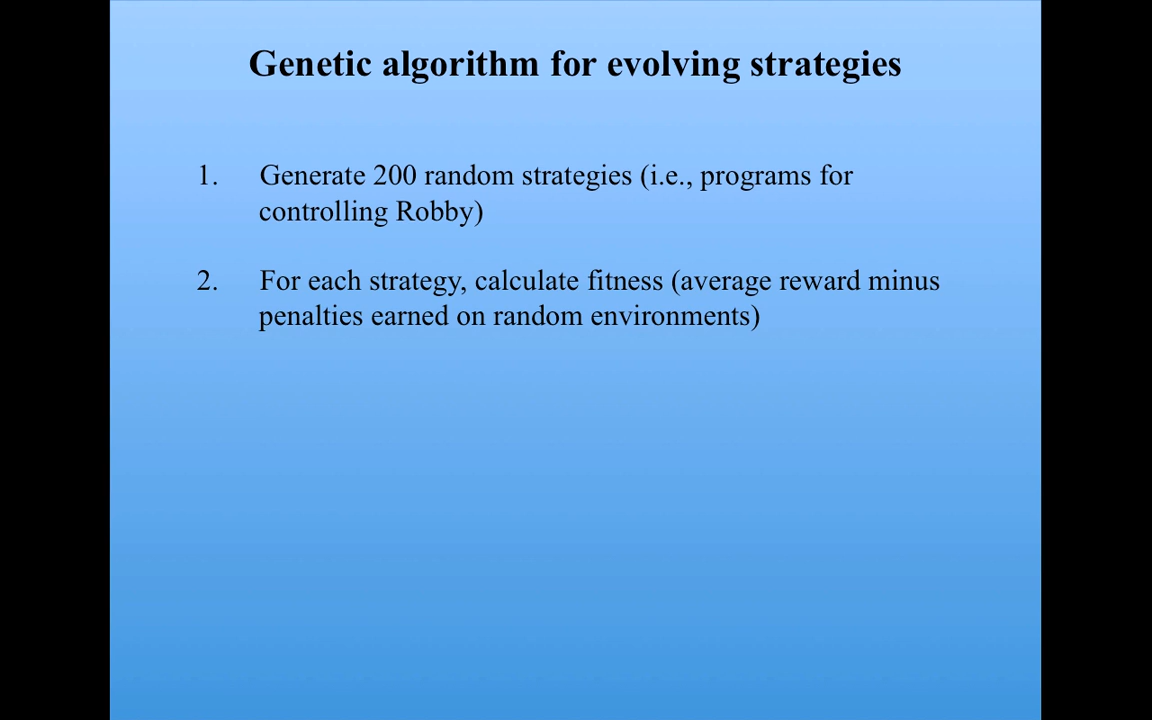 Genetic algorithm for evolving strategies
1. Generate 200 random strategies (i.e., programs for
controlling Robby)
2. For each strategy, calculate fitness (average reward minus
penalties earned on random environments)